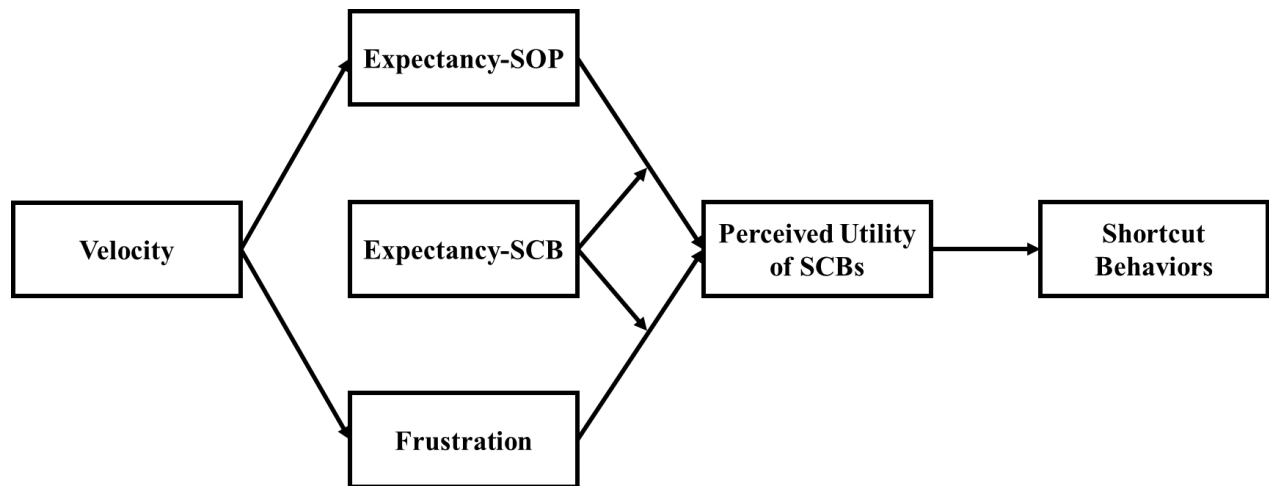 Expectancy-SOP
Velocity
Expectancy-SCB
Perceived Utility
of SCBs
Shortcut
Behaviors
Frustration